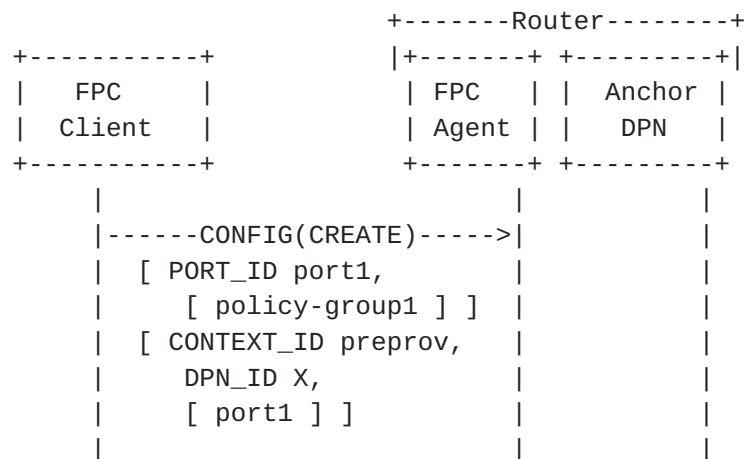 +-------Router--------+
 +-----------+           |+-------+ +---------+|
 |   FPC     |            | FPC   | |  Anchor |
 |  Client   |            | Agent | |   DPN   |
 +-----------+            +-------+ +---------+
      |                          |           |
      |------CONFIG(CREATE)----->|           |
      |  [ PORT_ID port1,        |           |
      |     [ policy-group1 ] ]  |           |
      |  [ CONTEXT_ID preprov,   |           |
      |     DPN_ID X,            |           |
      |     [ port1 ] ]          |           |
      |                          |           |